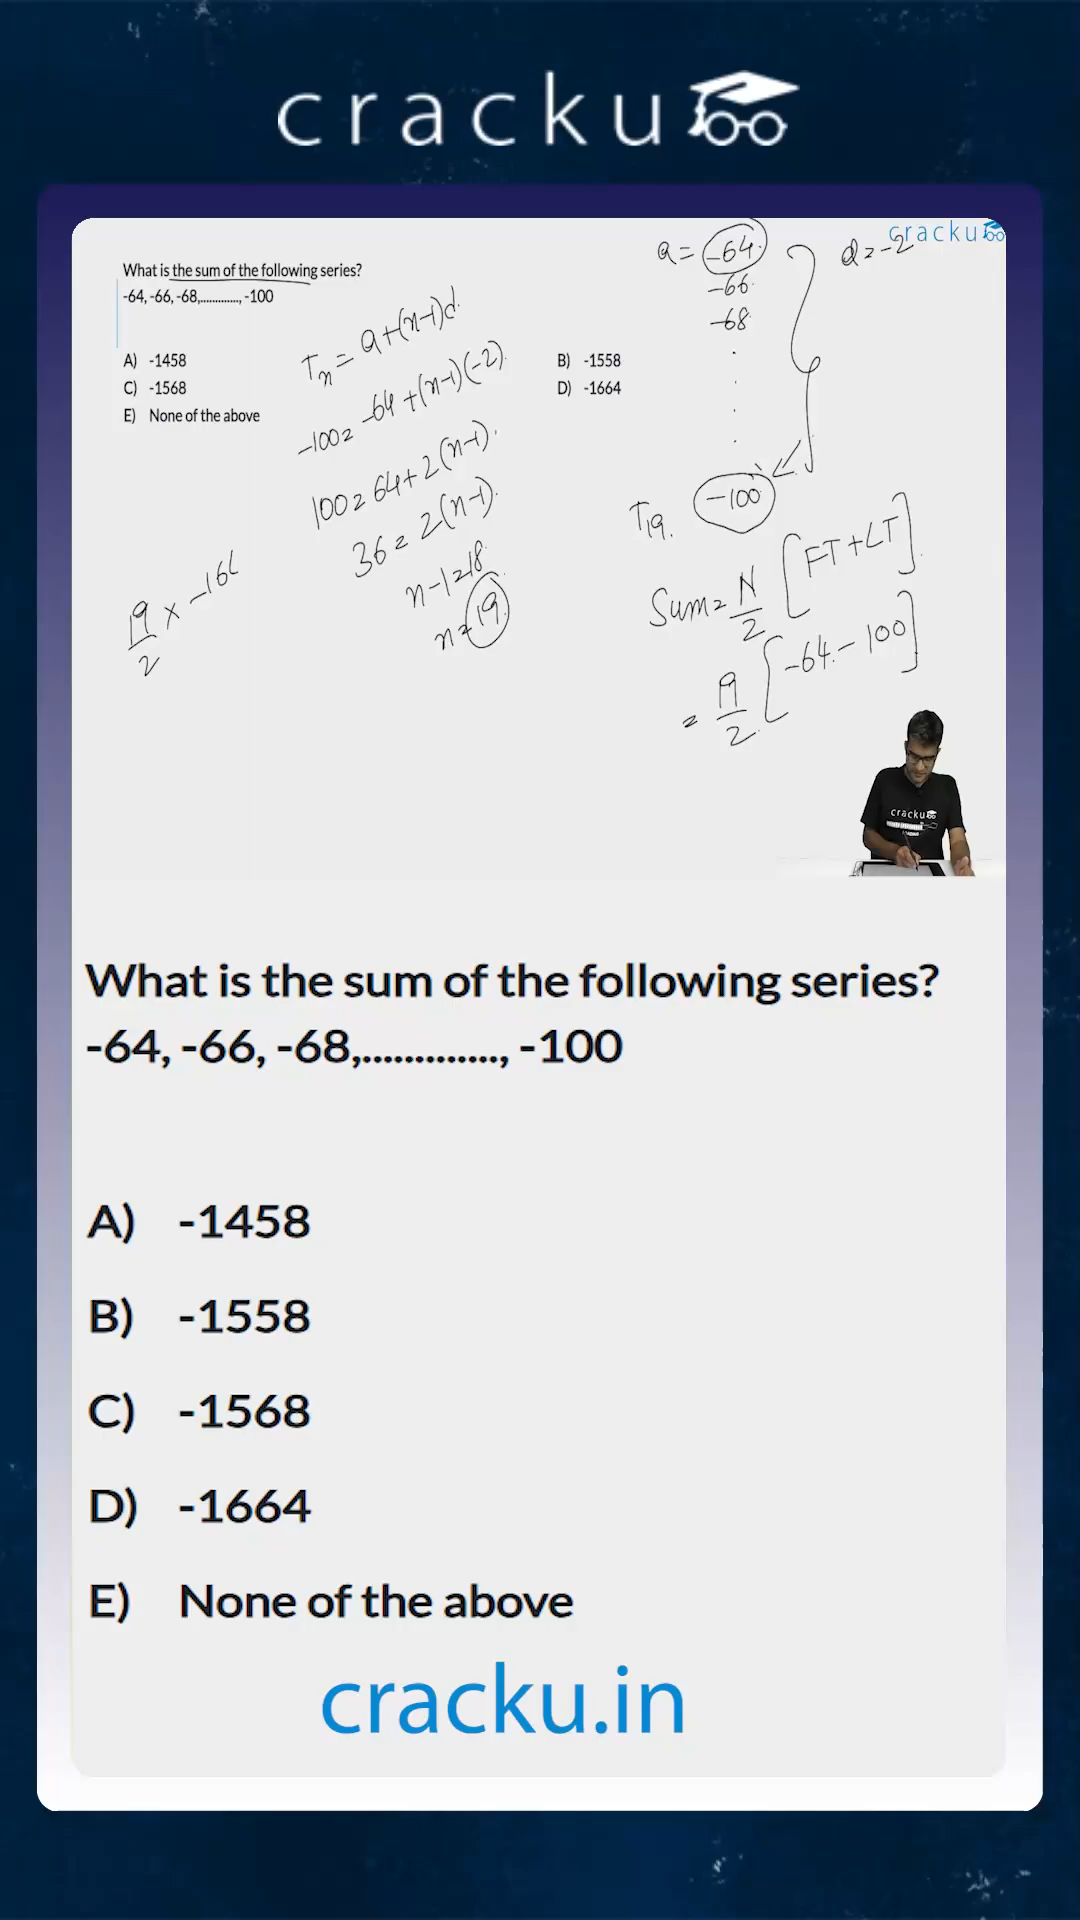 cracku
cracku
What is the sum of the following series?
-64, -66, -68,............., -100
A) -1458
B) -1558
C) -1568
D) -1664
E) None of the above
a = -64
d = -2
-66
-68
Tn = a+(n-1)d
-100 = -64+(n-1)(-2)
100 = 64+2(n-1)
36 = 2(n-1)
n-1=18
n=19
T19. -100
Sum = N/2 [FT+LT]
= 19/2 [-64-100]
19/2 x -164
cracku
What is the sum of the following series?
-64, -66, -68,............., -100
A) -1458
B) -1558
C) -1568
D) -1664
E) None of the above
cracku.in